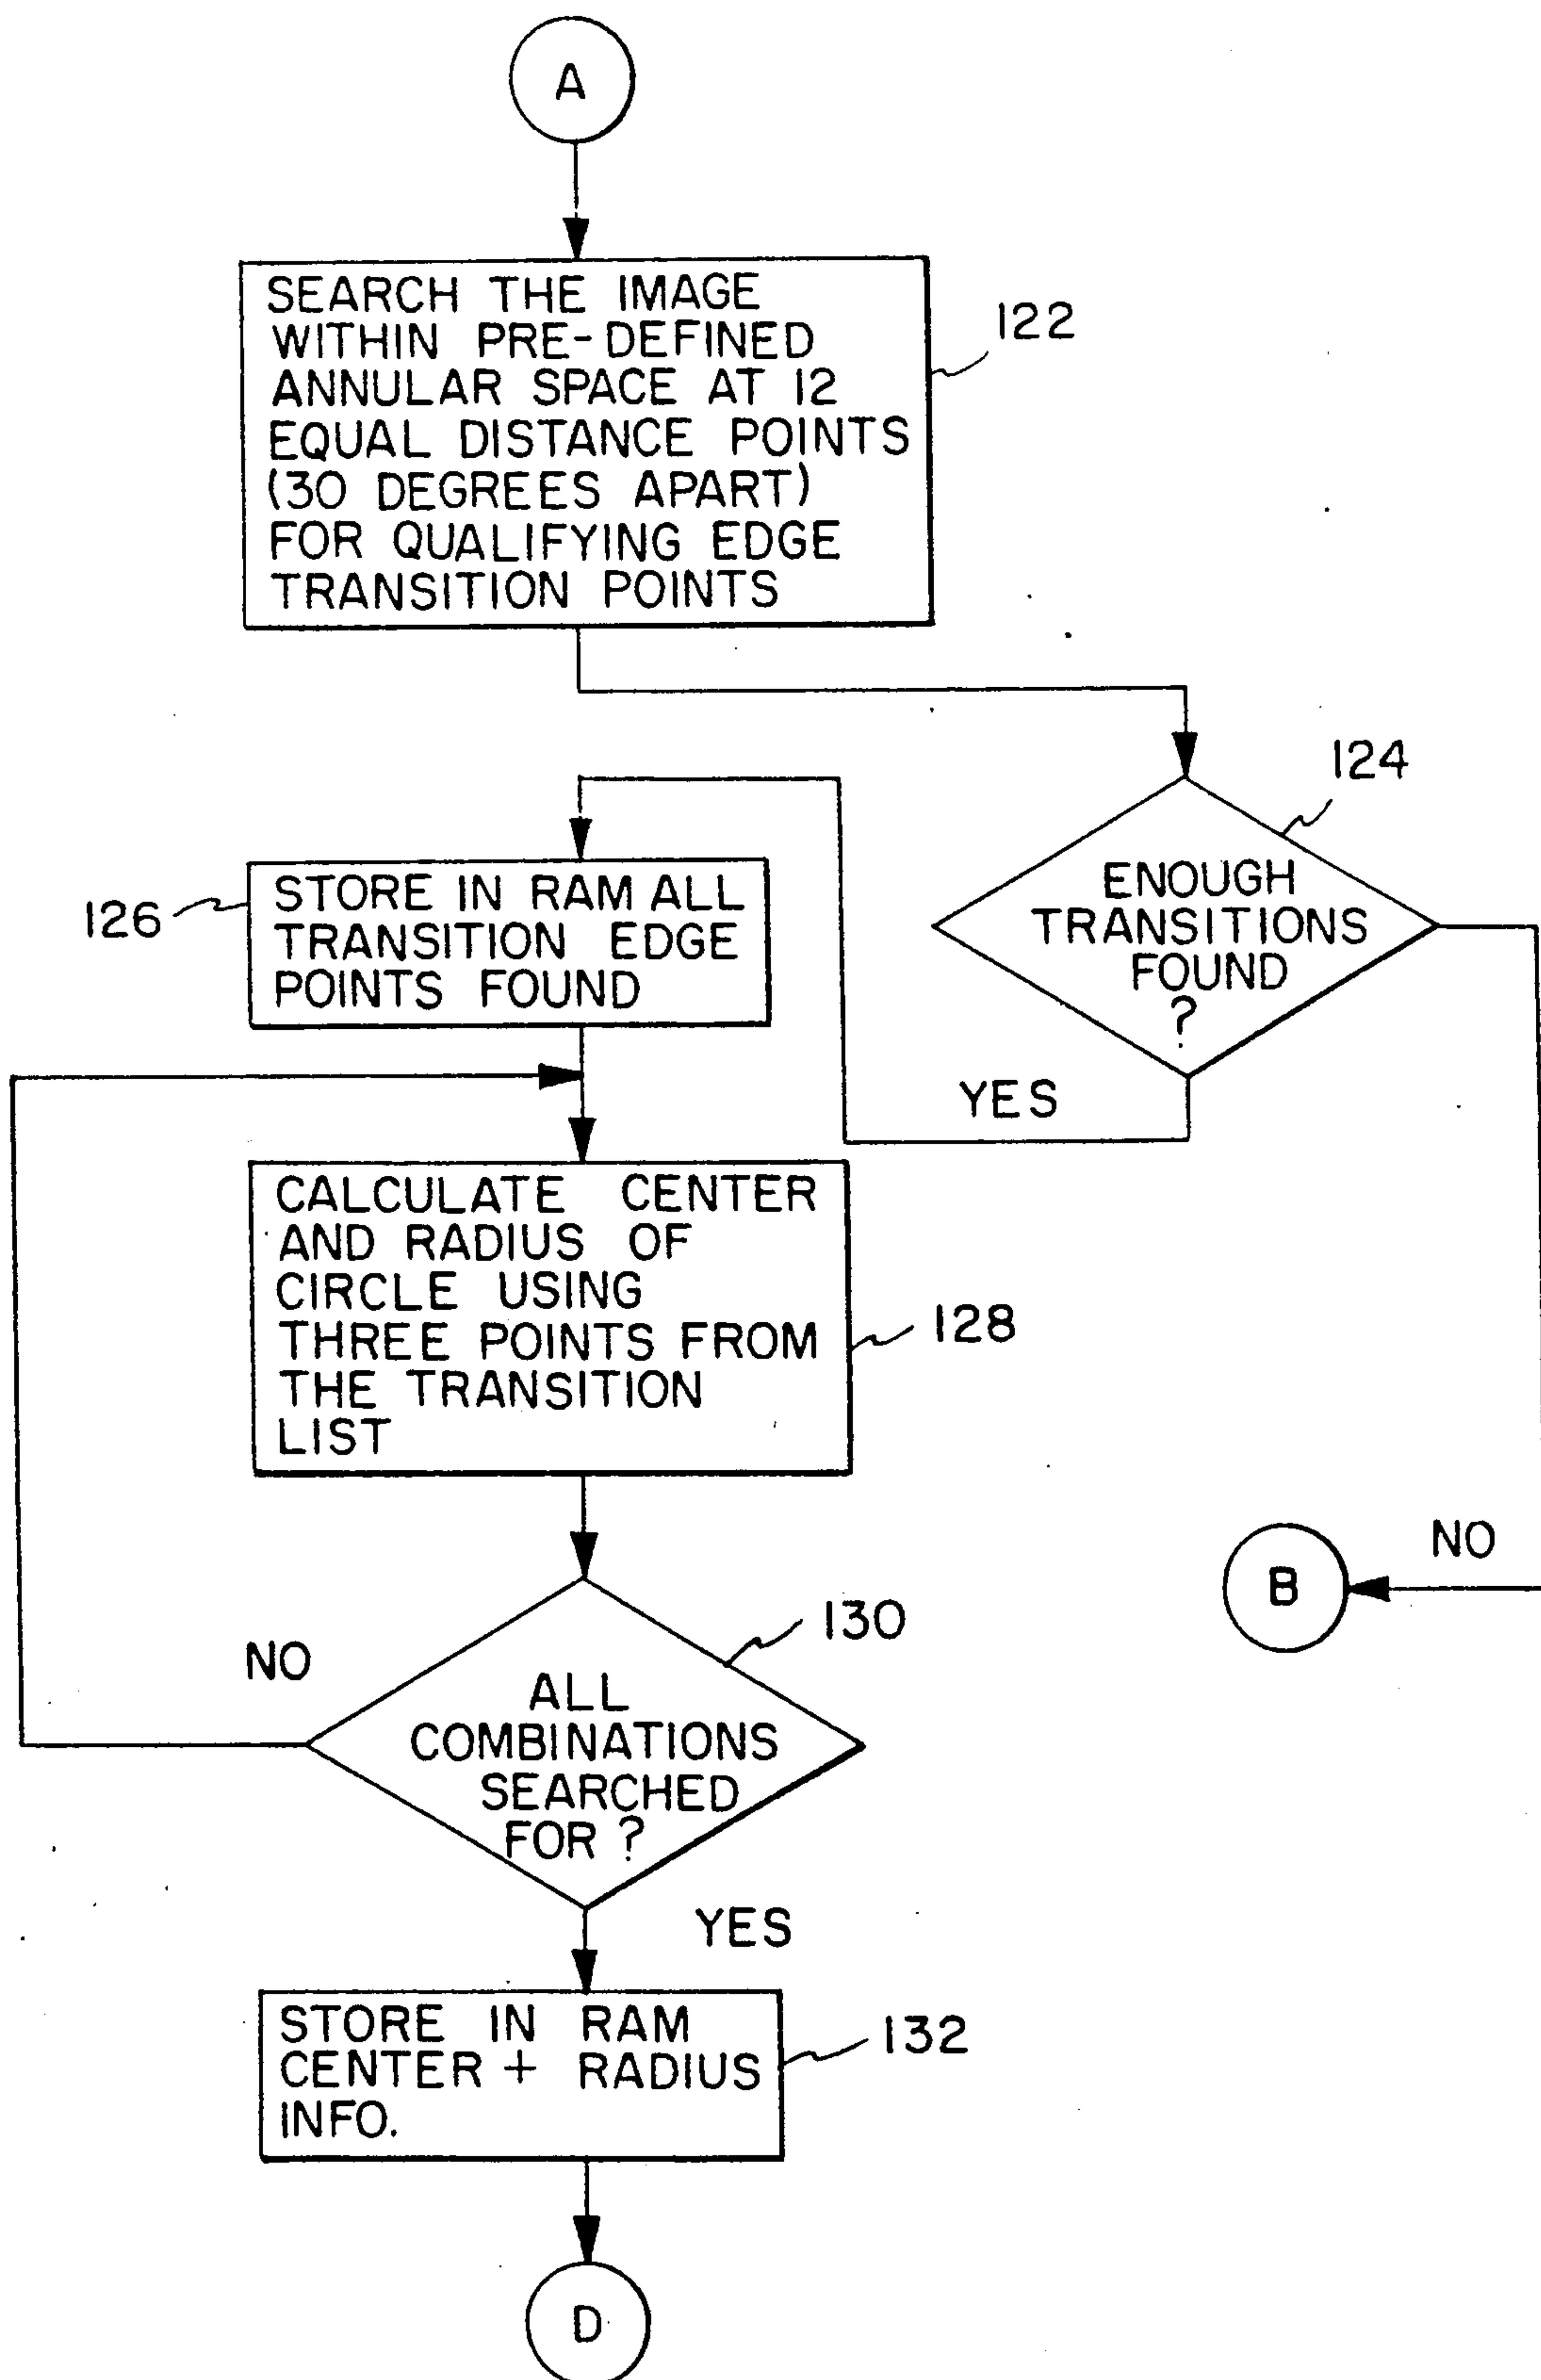 A
SEARCH THE IMAGE
WITHIN PRE-DEFINED
ANNULAR SPACE AT 12
EQUAL DISTANCE POINTS
(30 DEGREES APART)
FOR QUALIFYING EDGE
TRANSITION POINTS
122
124
ENOUGH
TRANSITIONS
FOUND
?
YES
126
STORE IN RAM ALL
TRANSITION EDGE
POINTS FOUND
CALCULATE CENTER
AND RADIUS OF
CIRCLE USING
THREE POINTS FROM
THE TRANSITION
LIST
128
NO
B
130
NO
ALL
COMBINATIONS
SEARCHED
FOR ?
YES
STORE IN RAM
CENTER + RADIUS
INFO.
132
D